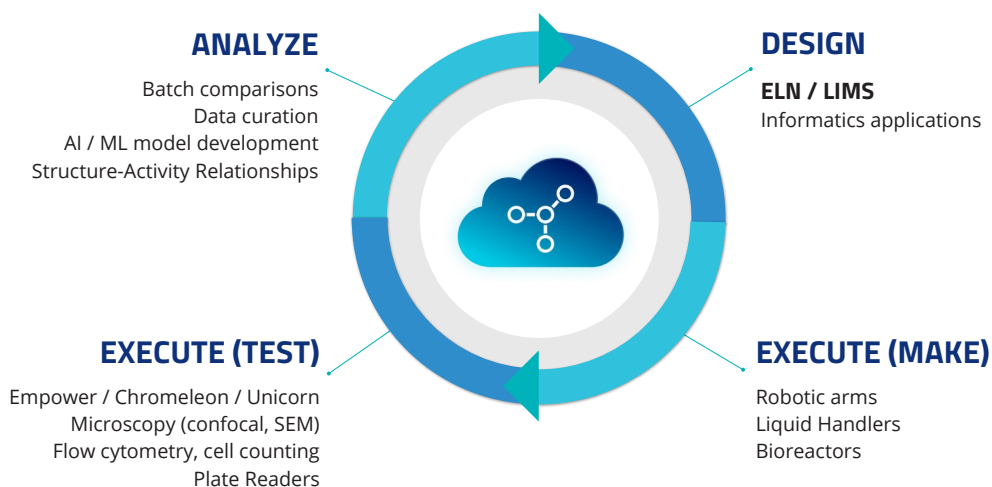 ANALYZE
Batch comparisons
Data curation
AI / ML model development
Structure-Activity Relationships
DESIGN
ELN / LIMS
Informatics applications
EXECUTE (TEST)
Empower / Chromeleon / Unicorn
Microscopy (confocal, SEM)
Flow cytometry, cell counting
Plate Readers
EXECUTE (MAKE)
Robotic arms
Liquid Handlers
Bioreactors